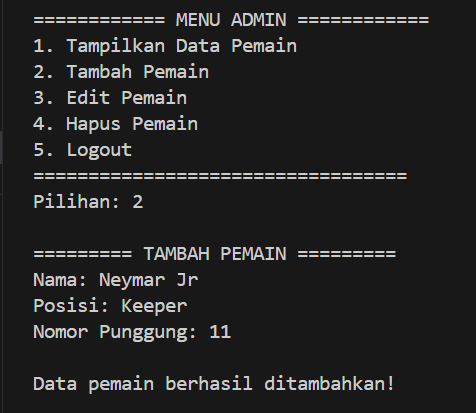 ============ MENU ADMIN ============
1. Tampilkan Data Pemain
2. Tambah Pemain
3. Edit Pemain
4. Hapus Pemain
5. Logout
==================================
Pilihan: 2
========= TAMBAH PEMAIN =========
Nama: Neymar Jr
Posisi: Keeper
Nomor Punggung: 11
Data pemain berhasil ditambahkan!